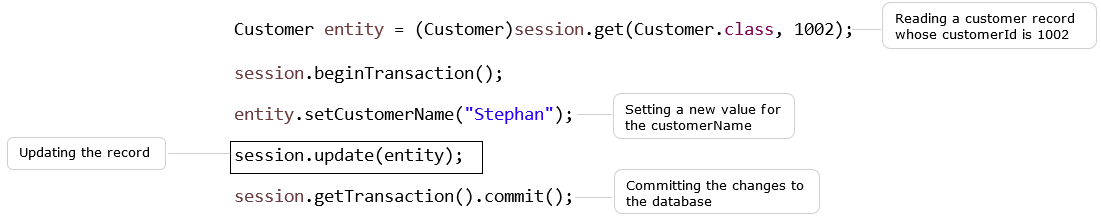 Customer entity = (Customer)session.get(Customer.class, 1002);
Reading a customer record
whose customerId is 1002
session.beginTransaction();
entity.setCustomerName("Stephan");
Setting a new value for
the customerName
Updating the record
session.update(entity);
session.getTransaction().commit();
Committing the changes to
the database